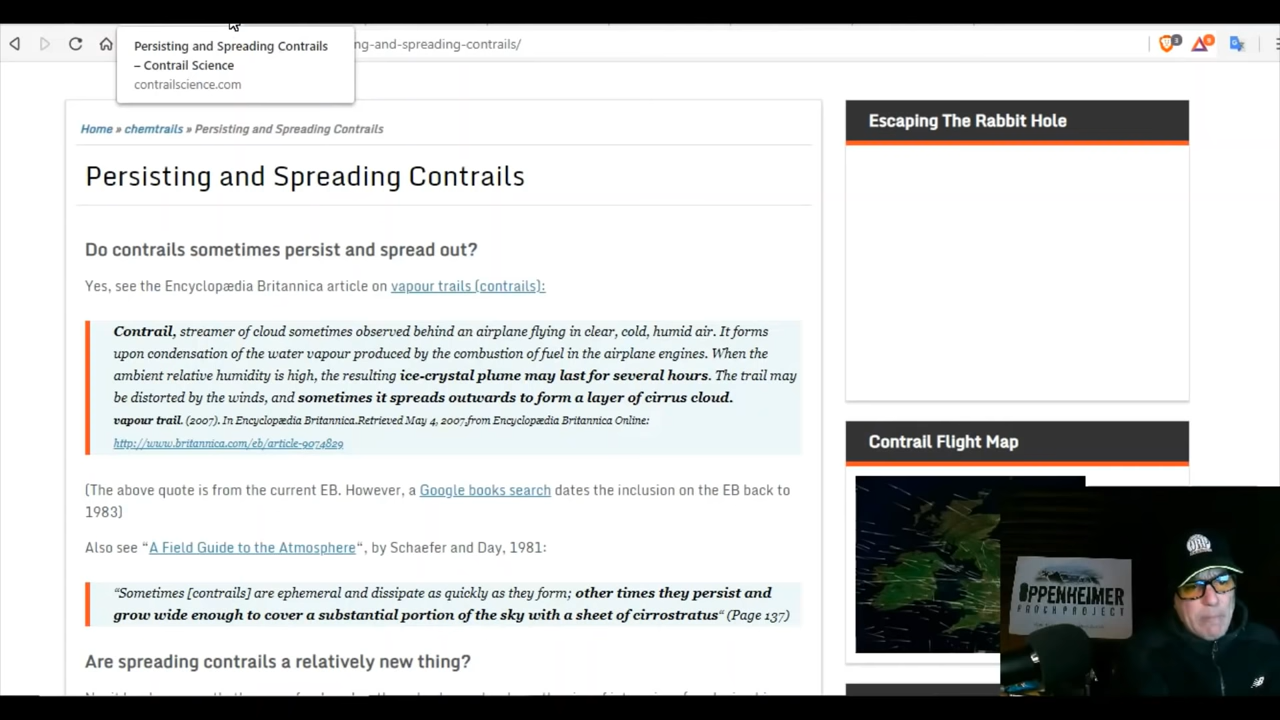 Persisting and Spreading Contrails
– Contrail Science
contrailscience.com
ng-and-spreading-contrails/
Home » chemtrails » Persisting and Spreading Contrails
Persisting and Spreading Contrails
Do contrails sometimes persist and spread out?
Yes, see the Encyclopædia Britannica article on vapour trails (contrails):
Contrail, streamer of cloud sometimes observed behind an airplane flying in clear, cold, humid air. It forms
upon condensation of the water vapour produced by the combustion of fuel in the airplane engines. When the
ambient relative humidity is high, the resulting ice-crystal plume may last for several hours. The trail may
be distorted by the winds, and sometimes it spreads outwards to form a layer of cirrus cloud.
vapour trail. (2007). In Encyclopædia Britannica.Retrieved May 4, 2007,from Encyclopædia Britannica Online:
http://www.britannica.com/eb/article-9074829
(The above quote is from the current EB. However, a Google books search dates the inclusion on the EB back to
1983)
Also see “A Field Guide to the Atmosphere“, by Schaefer and Day, 1981:
“Sometimes [contrails] are ephemeral and dissipate as quickly as they form; other times they persist and
grow wide enough to cover a substantial portion of the sky with a sheet of cirrostratus“ (Page 137)
Are spreading contrails a relatively new thing?
Escaping The Rabbit Hole
Contrail Flight Map
OPPENHEIMER
RANCH PROJECT